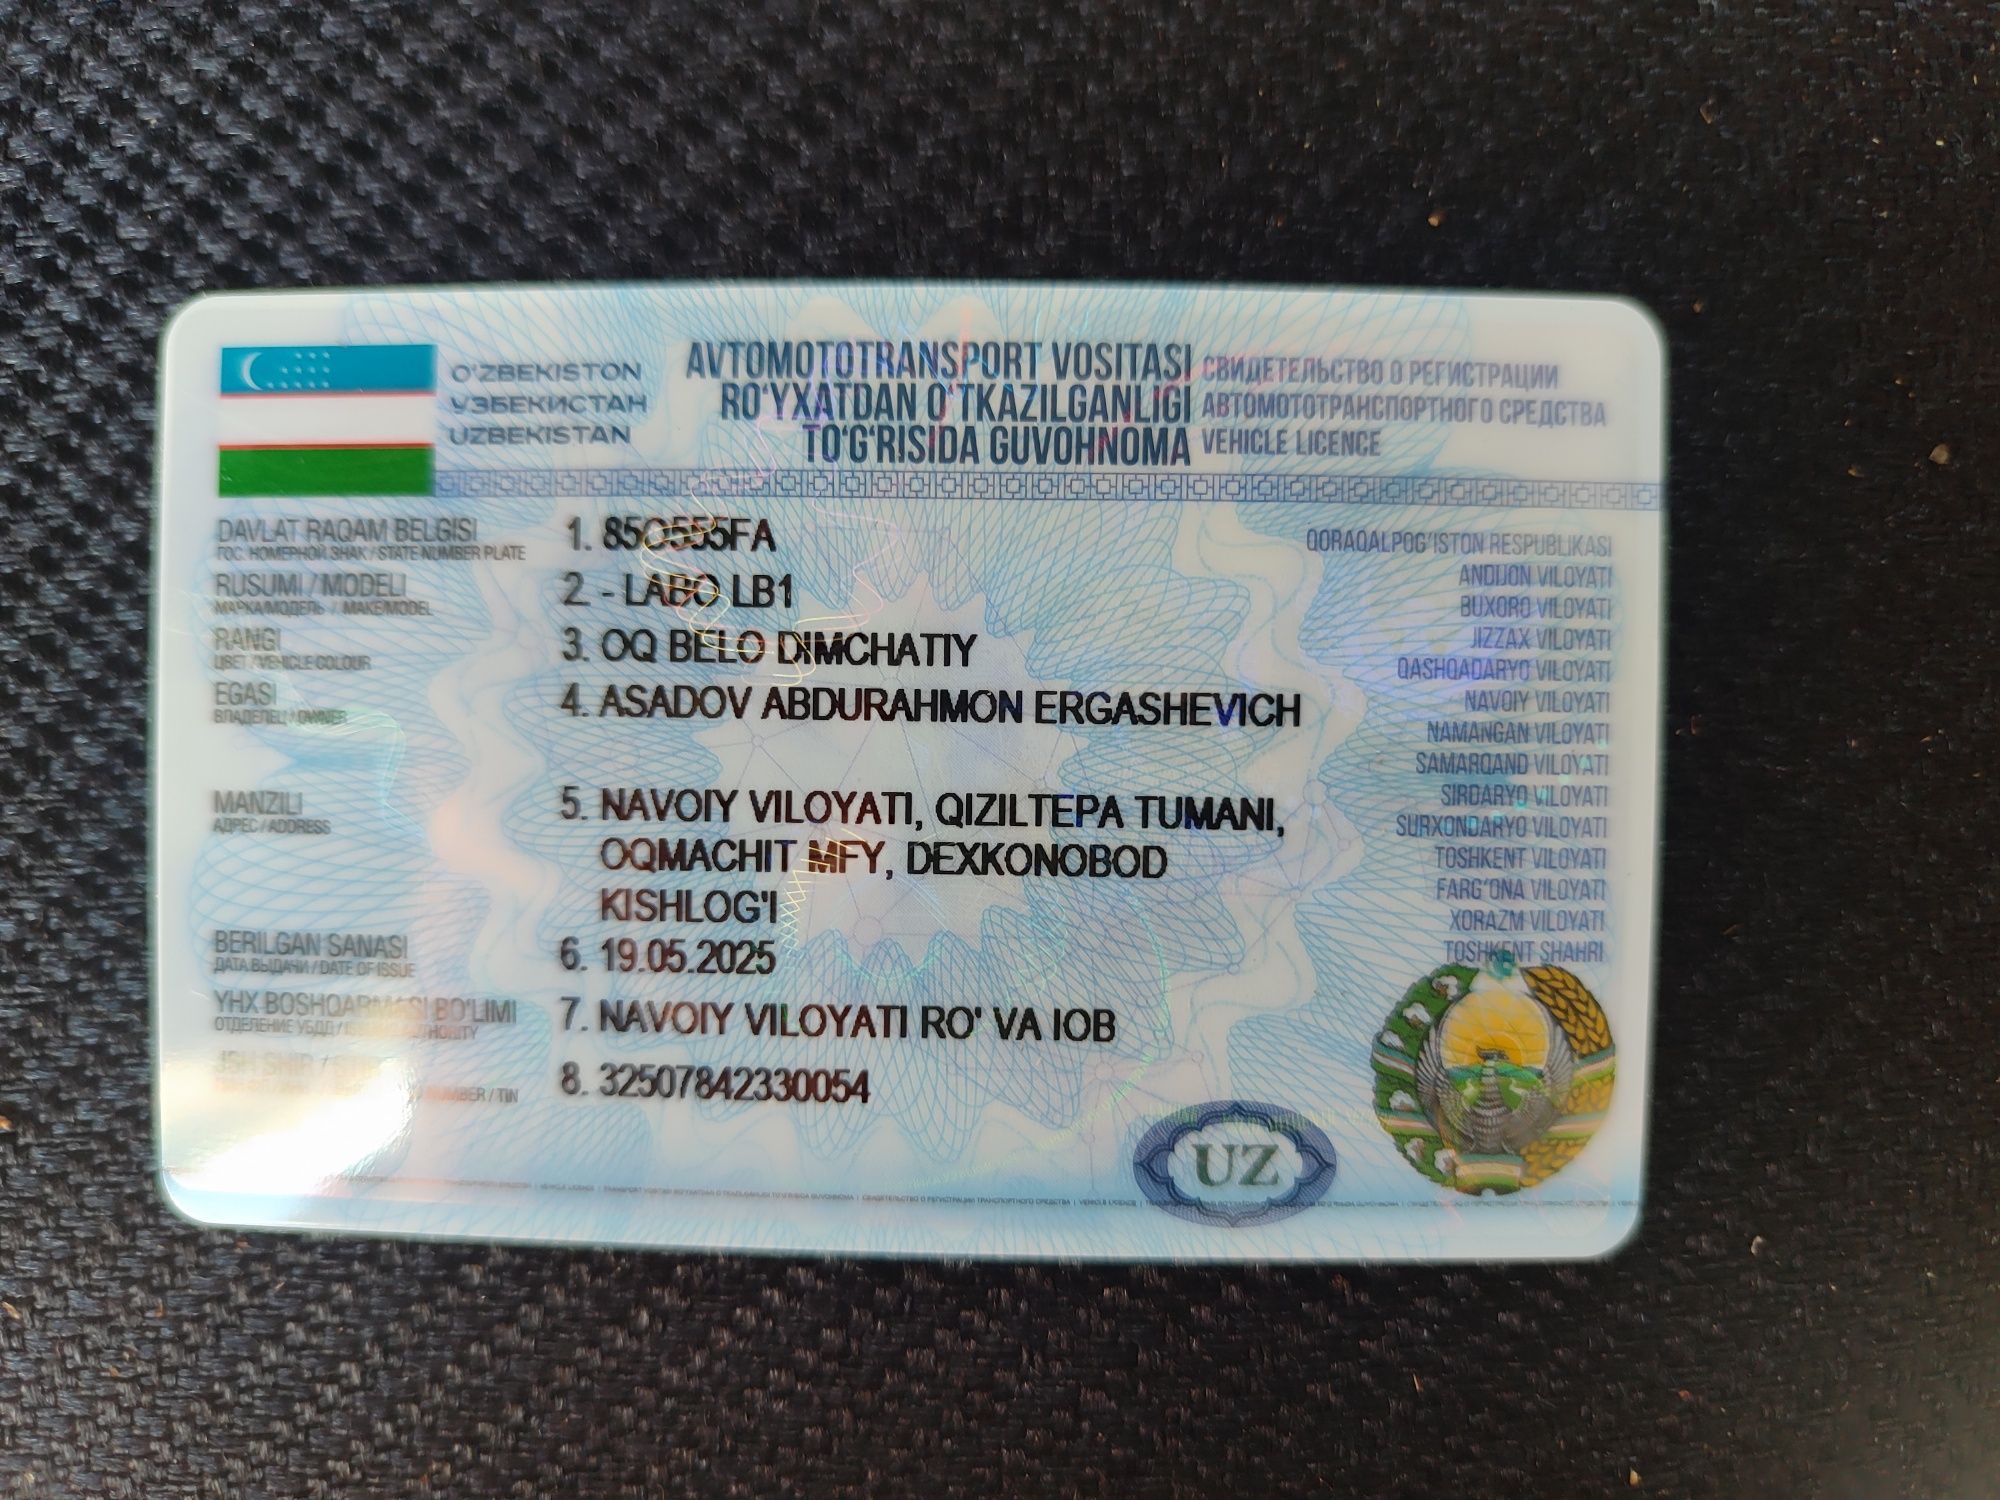 O'ZBEKISTON
УЗБЕКИСТАН
UZBEKISTAN
AVTOMOTOTRANSPORT VOSITASI
RO'YXATDAN O'TKAZILGANLIGI
TO'G'RISIDA GUVOHNOMA
СВИДЕТЕЛЬСТВО О РЕГИСТРАЦИИ
АВТОМОТОТРАНСПОРТНОГО СРЕДСТВА
VEHICLE LICENCE
DAVLAT RAQAM BELGISI
ГОС. НОМЕРНОЙ ЗНАК / STATE NUMBER PLATE
1. 85O555FA
RUSUMI / MODELI
МАРКА/МОДЕЛЬ / MAKE/MODEL
2. - LABO LB1
RANGI
ЦВЕТ / VEHICLE COLOUR
3. OQ BELO DIMCHATIY
EGASI
ВЛАДЕЛЕЦ / OWNER
4. ASADOV ABDURAHMON ERGASHEVICH
MANZILI
АДРЕС / ADDRESS
5. NAVOIY VILOYATI, QIZILTEPA TUMANI,
OQMACHIT MFY, DEXKONOBOD
KISHLOG'I
BERILGAN SANASI
ДАТА ВЫДАЧИ / DATE OF ISSUE
6. 19.05.2025
YHX BOSHQARMASI BO'LIMI
ОТДЕЛЕНИЕ УБДД / AUTHORITY
7. NAVOIY VILOYATI RO' VA IOB
JSH SHIR /
NUMBER / TIN
8. 32507842330054
QORAQALPOG'ISTON RESPUBLIKASI
ANDIJON VILOYATI
BUXORO VILOYATI
JIZZAX VILOYATI
QASHQADARYO VILOYATI
NAVOIY VILOYATI
NAMANGAN VILOYATI
SAMARQAND VILOYATI
SIRDARYO VILOYATI
SURXONDARYO VILOYATI
TOSHKENT VILOYATI
FARG'ONA VILOYATI
XORAZM VILOYATI
TOSHKENT SHAHRI
UZ